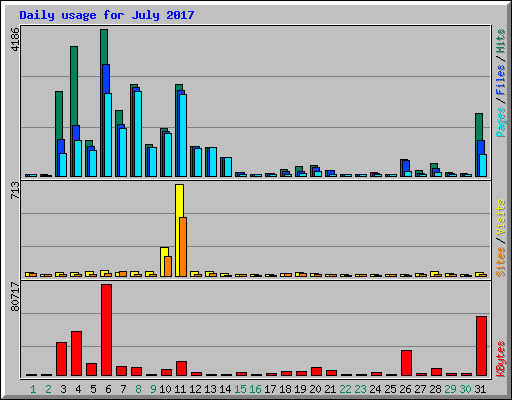 Daily usage for July 2017
4186
Pages / Files / Hits
713
Sites / Visits
80717
KBytes
1 2 3 4 5 6 7 8 9 10 11 12 13 14 15 16 17 18 19 20 21 22 23 24 25 26 27 28 29 30 31